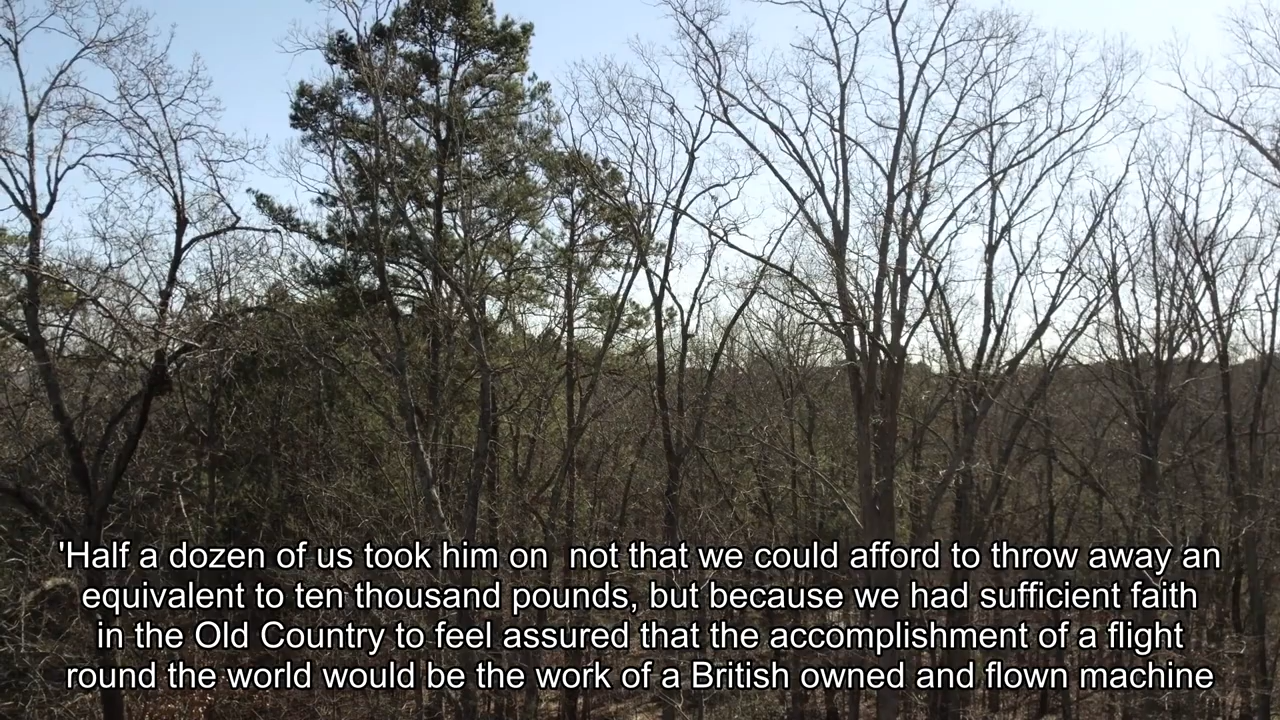 'Half a dozen of us took him on  not that we could afford to throw away an
equivalent to ten thousand pounds, but because we had sufficient faith
in the Old Country to feel assured that the accomplishment of a flight
round the world would be the work of a British owned and flown machine